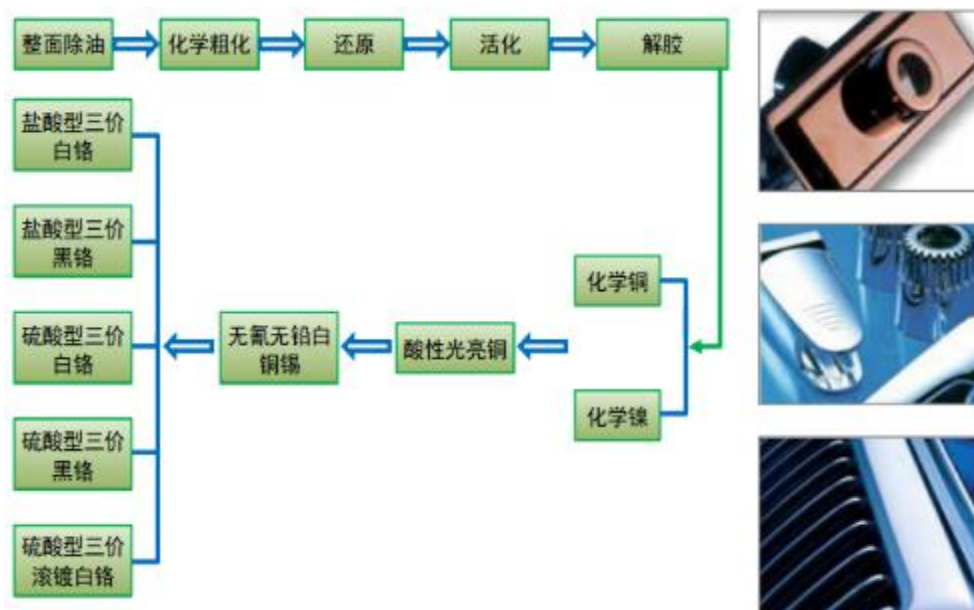 整面除油
化学粗化
还原
活化
解胶
盐酸型三价
白铬
盐酸型三价
黑铬
硫酸型三价
白铬
硫酸型三价
黑铬
硫酸型三价
滚镀白铬
无氰无铅白
铜锡
酸性光亮铜
化学铜
化学镍